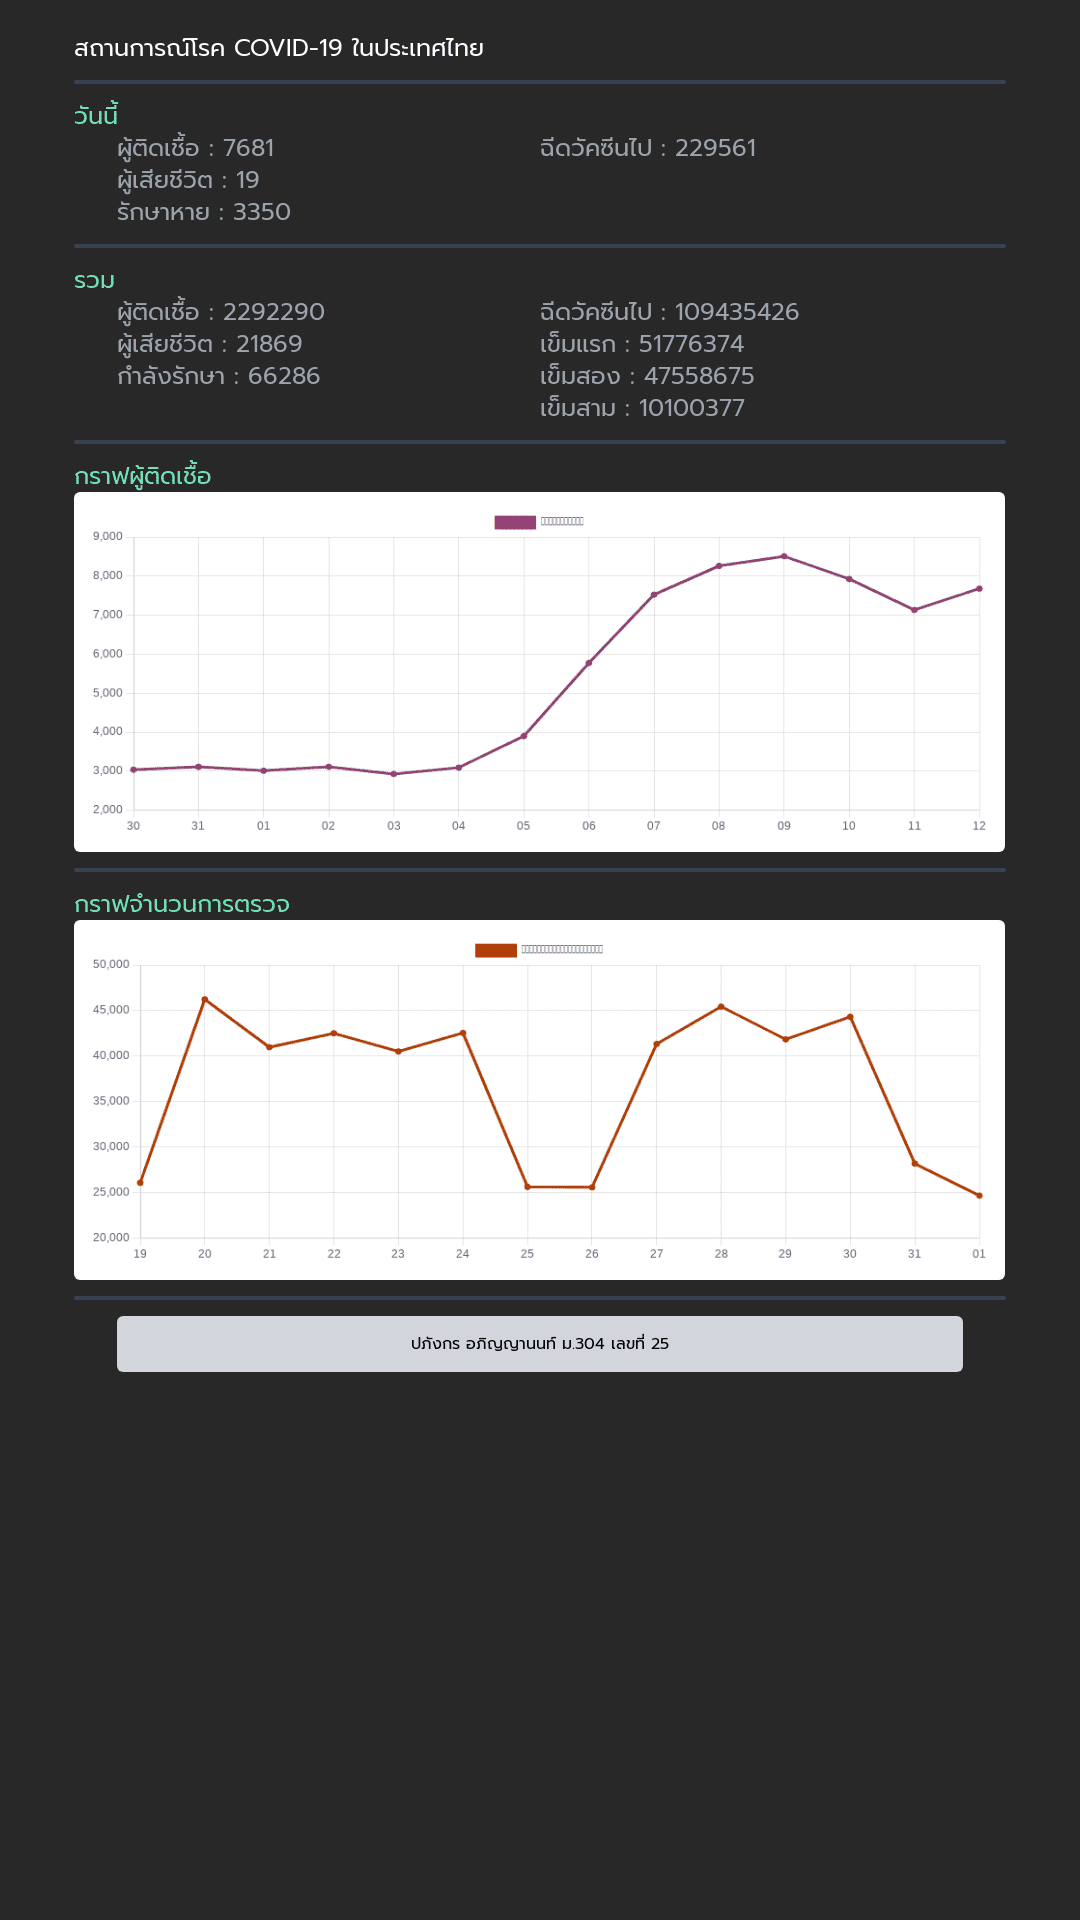 สถานการณ์โรค COVID-19 ในประเทศไทย
วันนี้
ผู้ติดเชื้อ : 7681
ผู้เสียชีวิต : 19
รักษาหาย : 3350
ฉีดวัคซีนไป : 229561
รวม
ผู้ติดเชื้อ : 2292290
ผู้เสียชีวิต : 21869
กำลังรักษา : 66286
ฉีดวัคซีนไป : 109435426
เข็มแรก : 51776374
เข็มสอง : 47558675
เข็มสาม : 10100377
กราฟผู้ติดเชื้อ
9,000
8,000
7,000
6,000
5,000
4,000
3,000
2,000
30 31 01 02 03 04 05 06 07 08 09 10 11 12
กราฟจำนวนการตรวจ
50,000
45,000
40,000
35,000
30,000
25,000
20,000
19 20 21 22 23 24 25 26 27 28 29 30 31 01
ปภังกร อภิญญานนท์ ม.304 เลขที่ 25